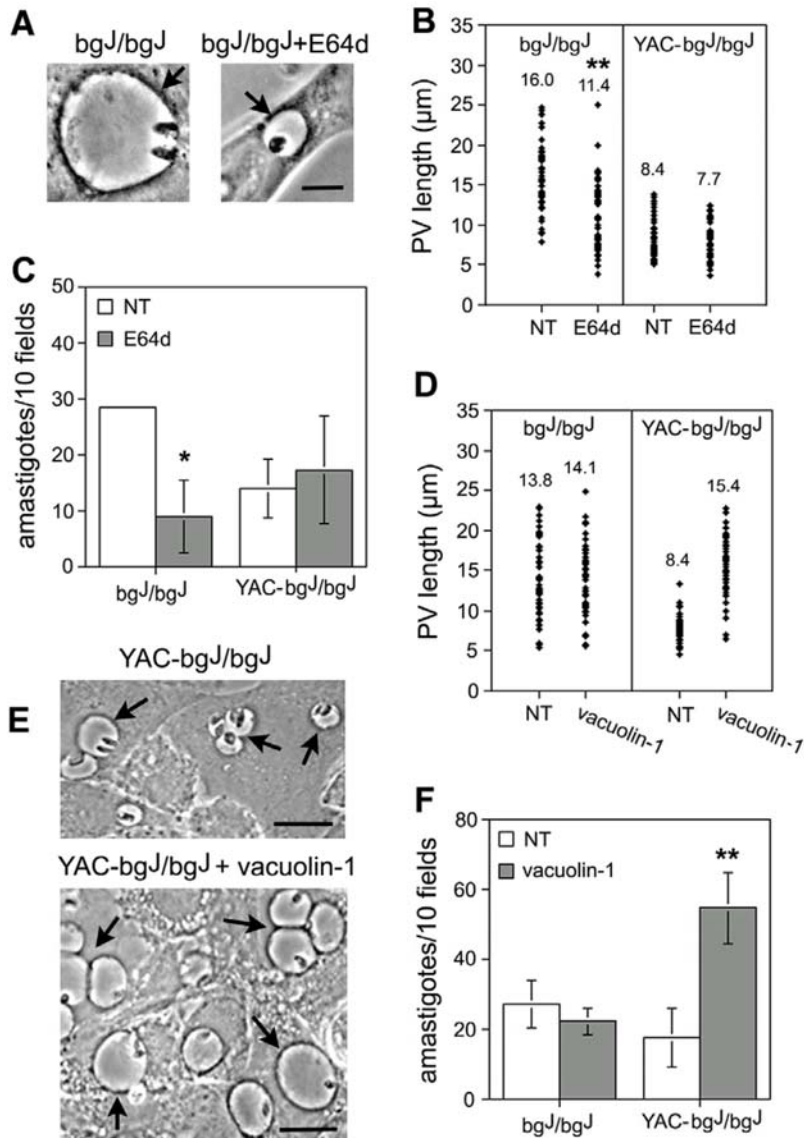 A
bgJ/bgJ
bgJ/bgJ+E64d
B
bgJ/bgJ
YAC-bgJ/bgJ
PV length (μm)
35
30
25
20
15
10
5
0
16.0
**
11.4
8.4
7.7
NT
E64d
NT
E64d
C
amastigotes/10 fields
50
40
30
20
10
0
NT
E64d
*
bgJ/bgJ
YAC-bgJ/bgJ
D
bgJ/bgJ
YAC-bgJ/bgJ
PV length (μm)
35
30
25
20
15
10
5
0
13.8
14.1
8.4
15.4
NT
vacuolin-1
NT
vacuolin-1
E
YAC-bgJ/bgJ
YAC-bgJ/bgJ + vacuolin-1
F
amastigotes/10 fields
80
60
40
20
0
NT
vacuolin-1
**
bgJ/bgJ
YAC-bgJ/bgJ